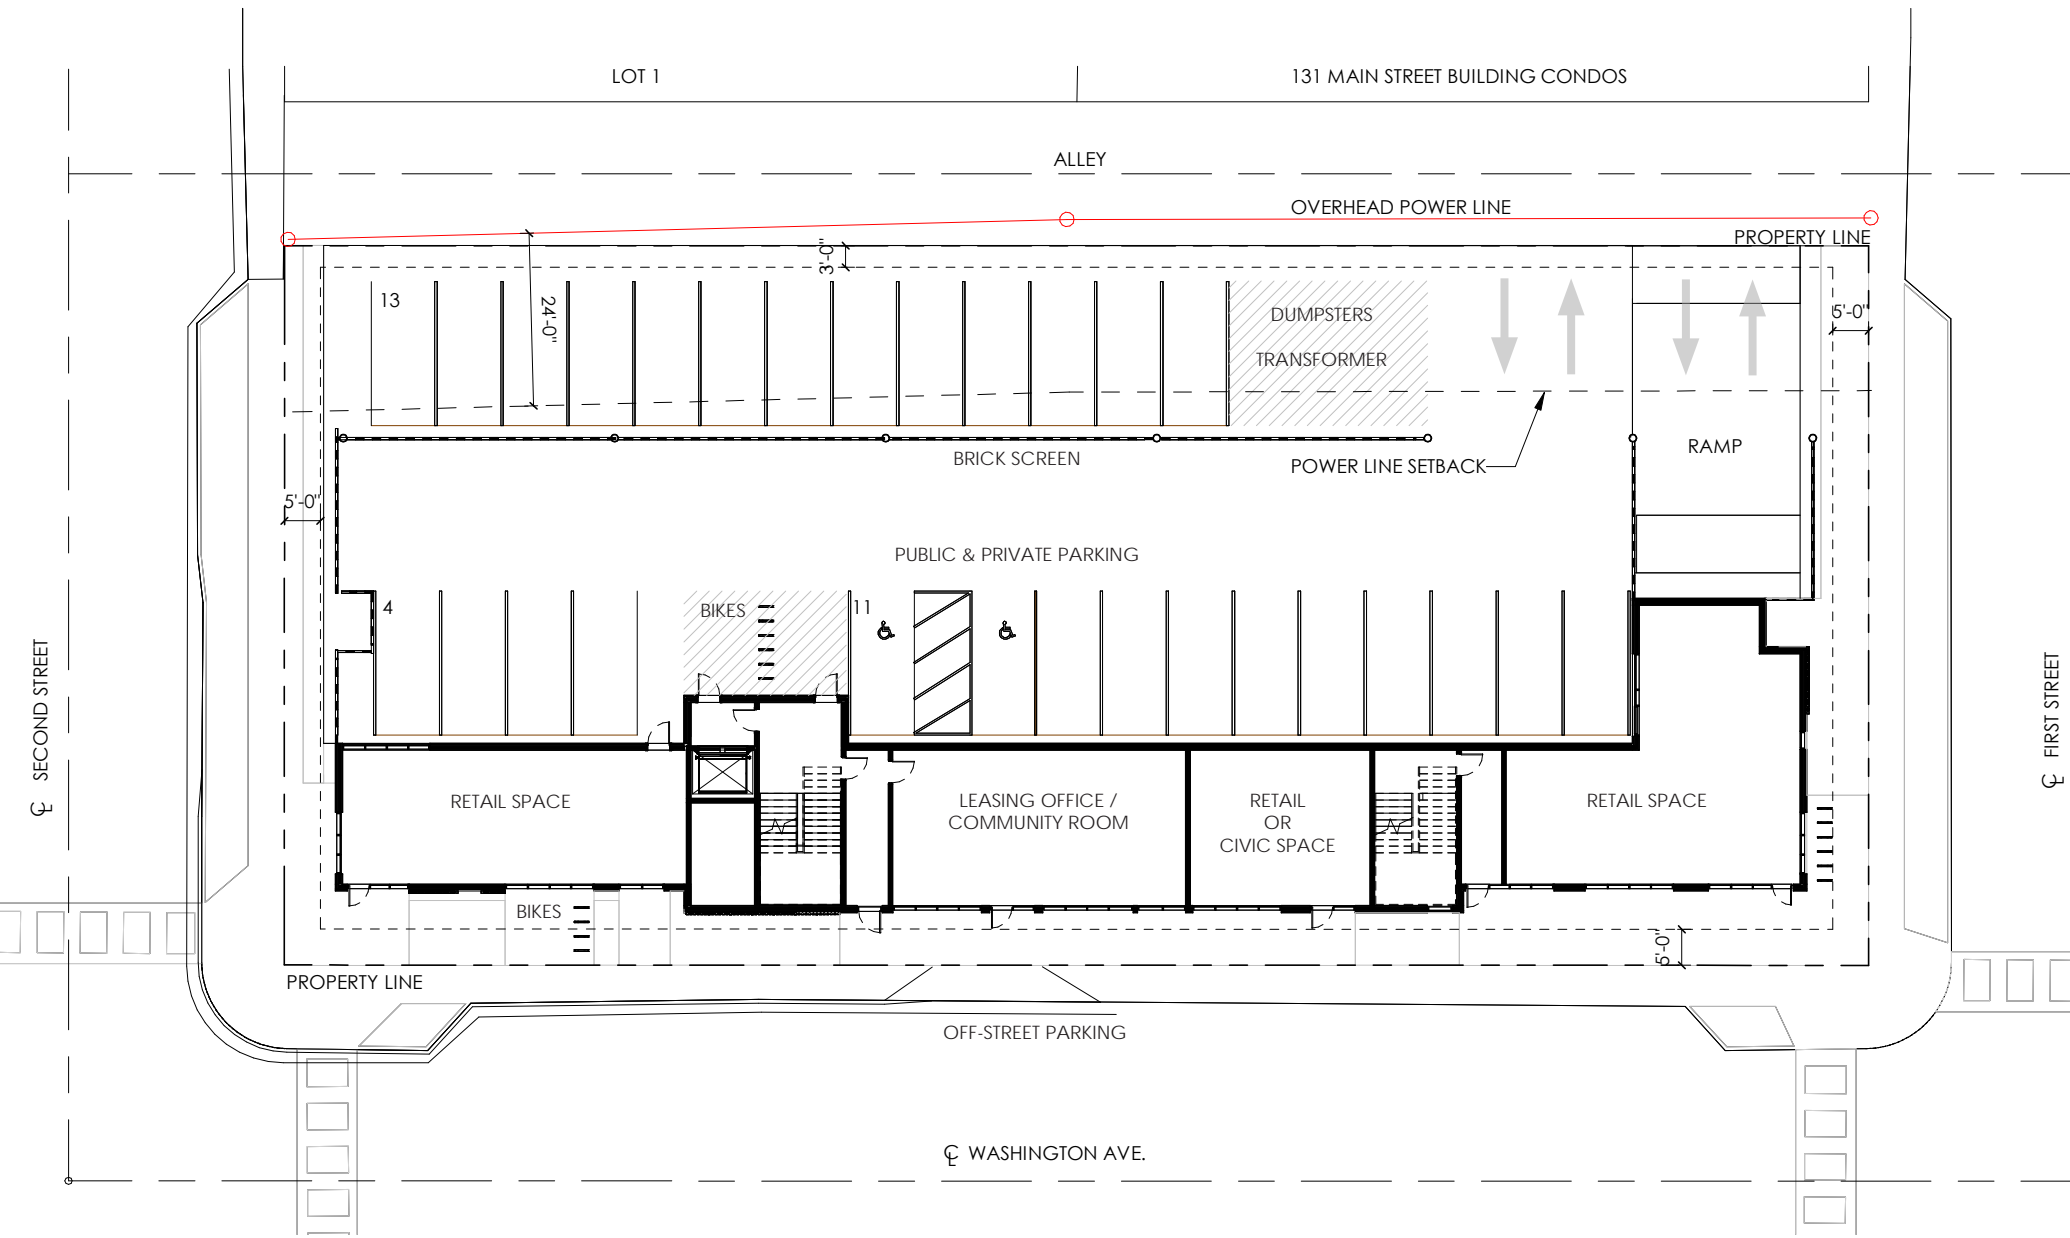 LOT 1
131 MAIN STREET BUILDING CONDOS
ALLEY
OVERHEAD POWER LINE
PROPERTY LINE
3'-0"
13
24'-0"
DUMPSTERS
TRANSFORMER
5'-0"
BRICK SCREEN
POWER LINE SETBACK
RAMP
5'-0"
PUBLIC & PRIVATE PARKING
4
BIKES
11
℄ SECOND STREET
℄ FIRST STREET
RETAIL SPACE
LEASING OFFICE /
COMMUNITY ROOM
RETAIL
OR
CIVIC SPACE
RETAIL SPACE
BIKES
5'-0"
PROPERTY LINE
OFF-STREET PARKING
℄ WASHINGTON AVE.